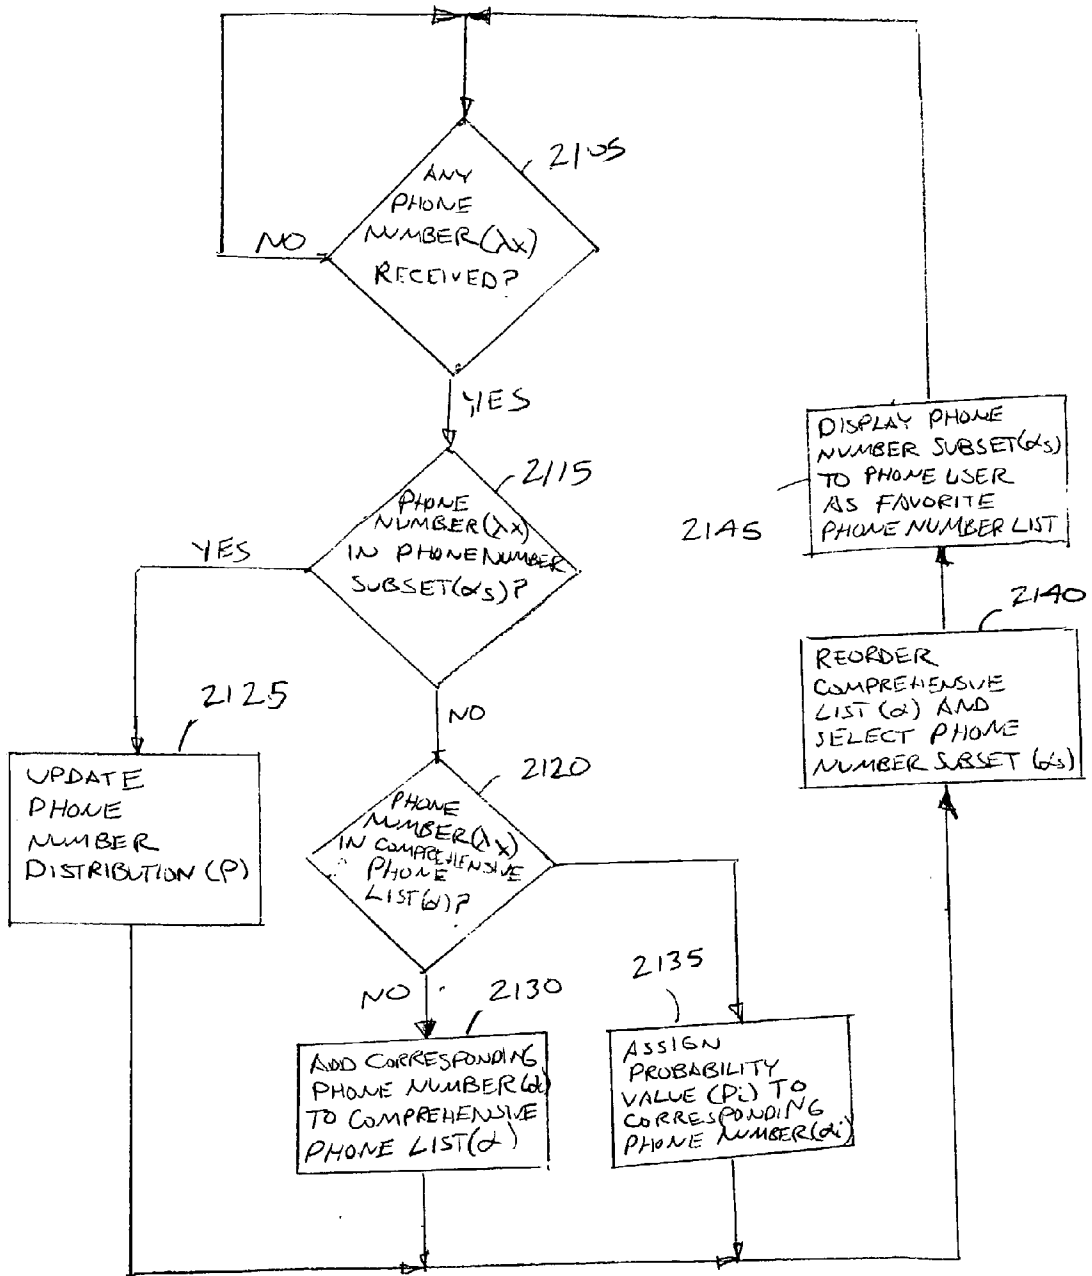 2105
ANY
PHONE
NUMBER(λx)
RECEIVED?
NO
YES
2115
PHONE
NUMBER(λx)
IN PHONE NUMBER
SUBSET(αs)?
YES
NO
2125
UPDATE
PHONE
NUMBER
DISTRIBUTION(P)
2120
PHONE
NUMBER(λx)
IN COMPREHENSIVE
PHONE
LIST(α)?
NO
2130
ADD CORRESPONDING
PHONE NUMBER(αi)
TO COMPREHENSIVE
PHONE LIST(α)
2135
ASSIGN
PROBABILITY
VALUE (Pi) TO
CORRESPONDING
PHONE NUMBER(αi)
2140
REORDER
COMPREHENSIVE
LIST (α) AND
SELECT PHONE
NUMBER SUBSET (αs)
2145
DISPLAY PHONE
NUMBER SUBSET(αs)
TO PHONE USER
AS FAVORITE
PHONE NUMBER LIST